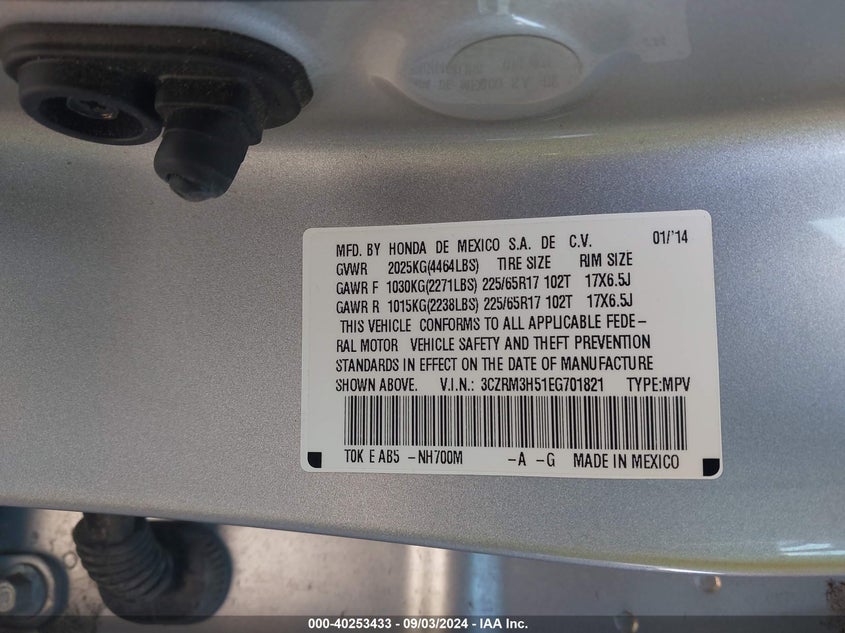 MFD. BY HONDA DE MEXICO S.A. DE C.V. 01/'14
GVWR 2025KG(4464LBS) TIRE SIZE RIM SIZE
GAWR F 1030KG(2271LBS) 225/65R17 102T 17X6.5J
GAWR R 1015KG(2238LBS) 225/65R17 102T 17X6.5J
THIS VEHICLE CONFORMS TO ALL APPLICABLE FEDE-
RAL MOTOR VEHICLE SAFETY AND THEFT PREVENTION
STANDARDS IN EFFECT ON THE DATE OF MANUFACTURE
SHOWN ABOVE. V.I.N.: 3CZRM3H51EG701821 TYPE:MPV
TOK E AB5 -NH700M -A -G MADE IN MEXICO
000-40253433 - 09/03/2024 - IAA Inc.